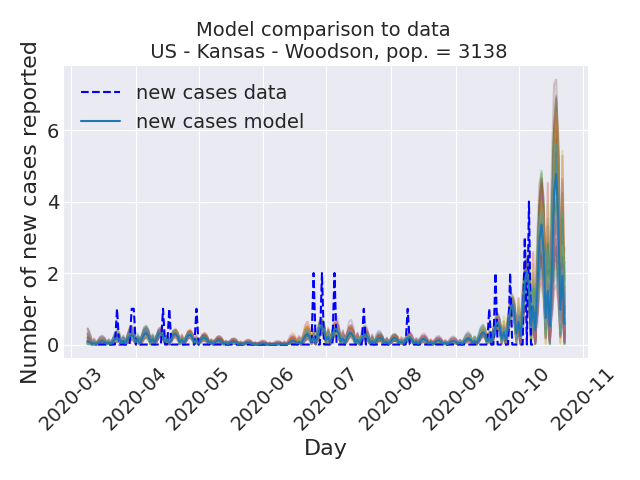 Model comparison to data
US - Kansas - Woodson, pop. = 3138
Number of new cases reported
new cases data
new cases model
6
4
2
0
2020-03
2020-04
2020-05
2020-06
2020-07
2020-08
2020-09
2020-10
2020-11
Day